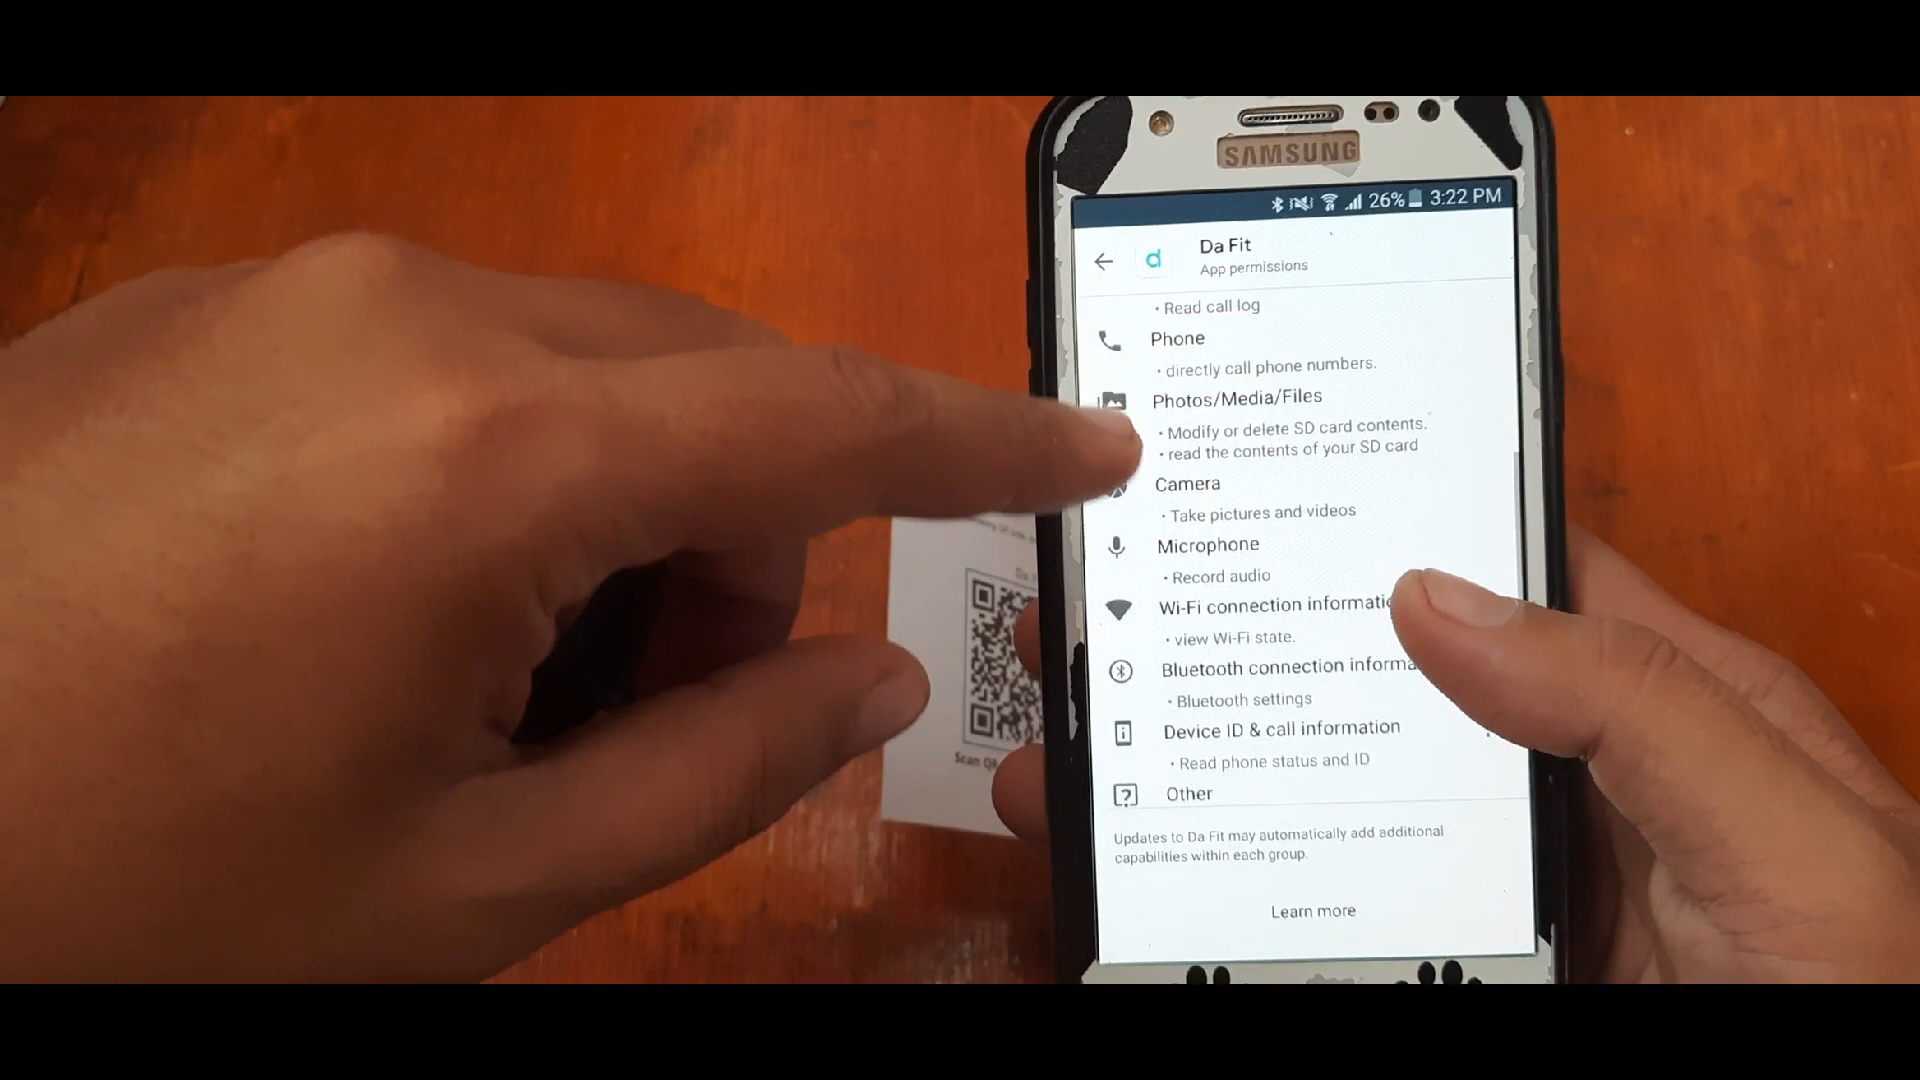 SAMSUNG
26% 3:22 PM
d
Da Fit
App permissions
• Read call log
Phone
• directly call phone numbers.
Photos/Media/Files
• Modify or delete SD card contents.
• read the contents of your SD card
Camera
• Take pictures and videos
Microphone
• Record audio
Wi-Fi connection
• view Wi-Fi state.
Bluetooth connection
• Bluetooth settings
Device ID & call information
• Read phone status and ID
Other
Updates to Da Fit may automatically add additional
capabilities within each group.
Learn more
Scan